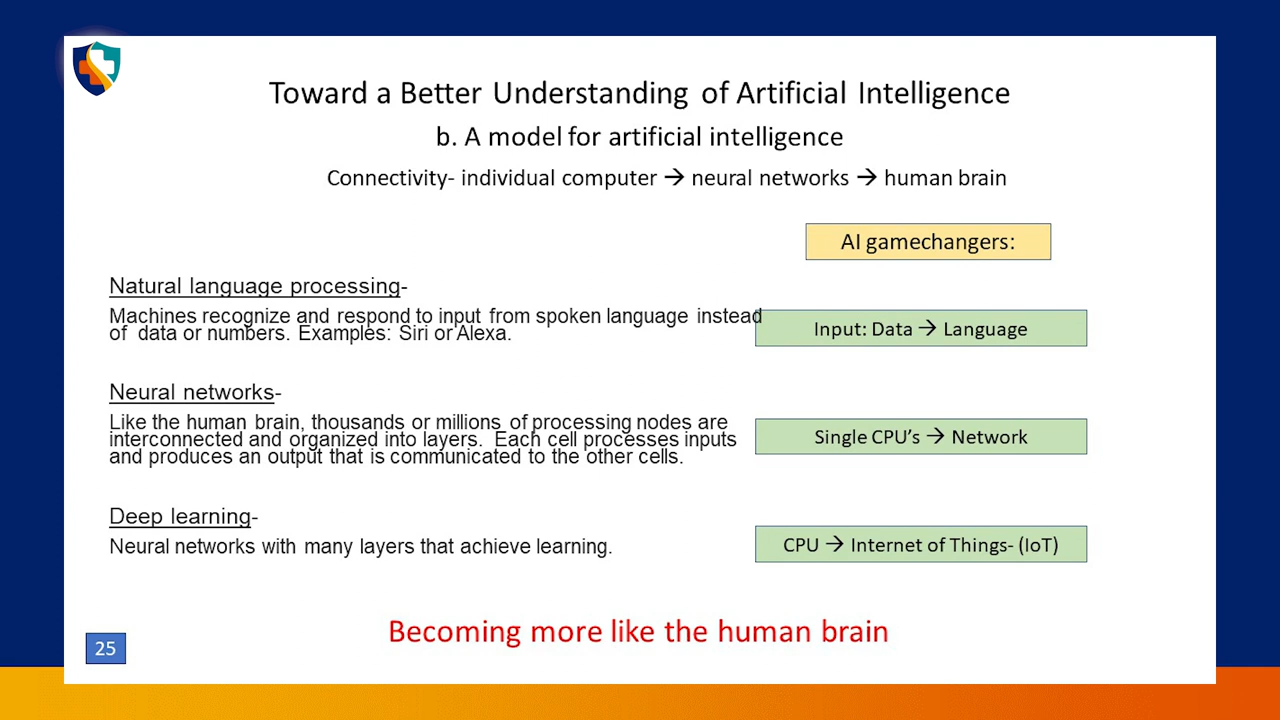 Toward a Better Understanding of Artificial Intelligence
b. A model for artificial intelligence
Connectivity- individual computer → neural networks → human brain
AI gamechangers:
Natural language processing-
Machines recognize and respond to input from spoken language instead
of data or numbers. Examples: Siri or Alexa.
Input: Data → Language
Neural networks-
Like the human brain, thousands or millions of processing nodes are
interconnected and organized into layers. Each cell processes inputs
and produces an output that is communicated to the other cells.
Single CPU's → Network
Deep learning-
Neural networks with many layers that achieve learning.
CPU → Internet of Things- (IoT)
Becoming more like the human brain
25